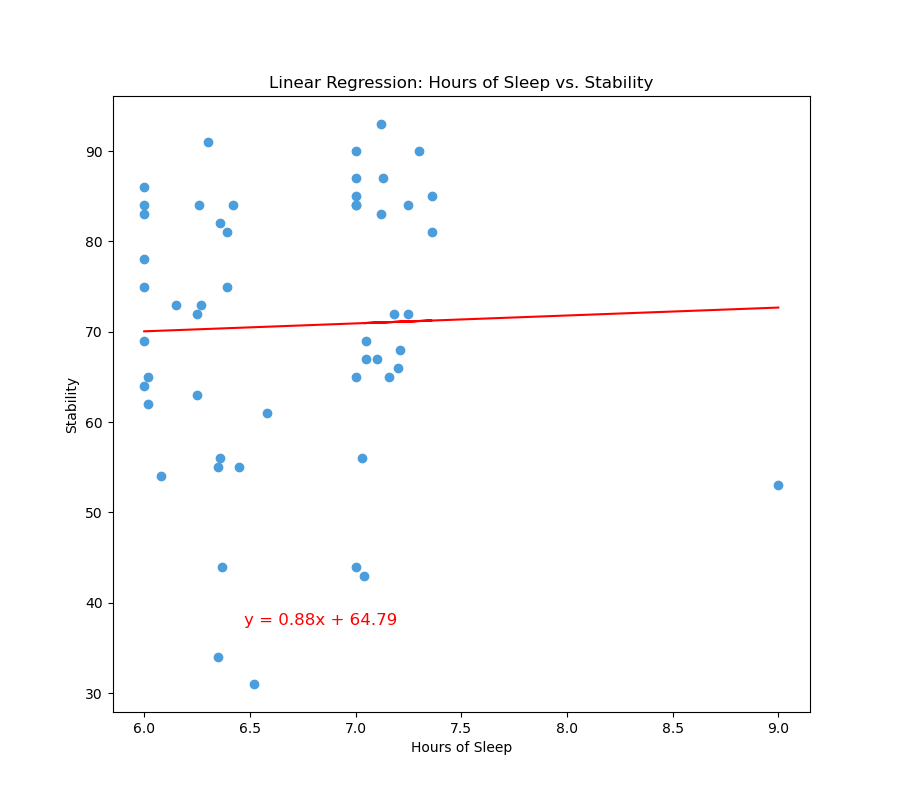 Linear Regression: Hours of Sleep vs. Stability
90
80
70
60
50
40
30
Stability
y = 0.88x + 64.79
6.0 6.5 7.0 7.5 8.0 8.5 9.0
Hours of Sleep